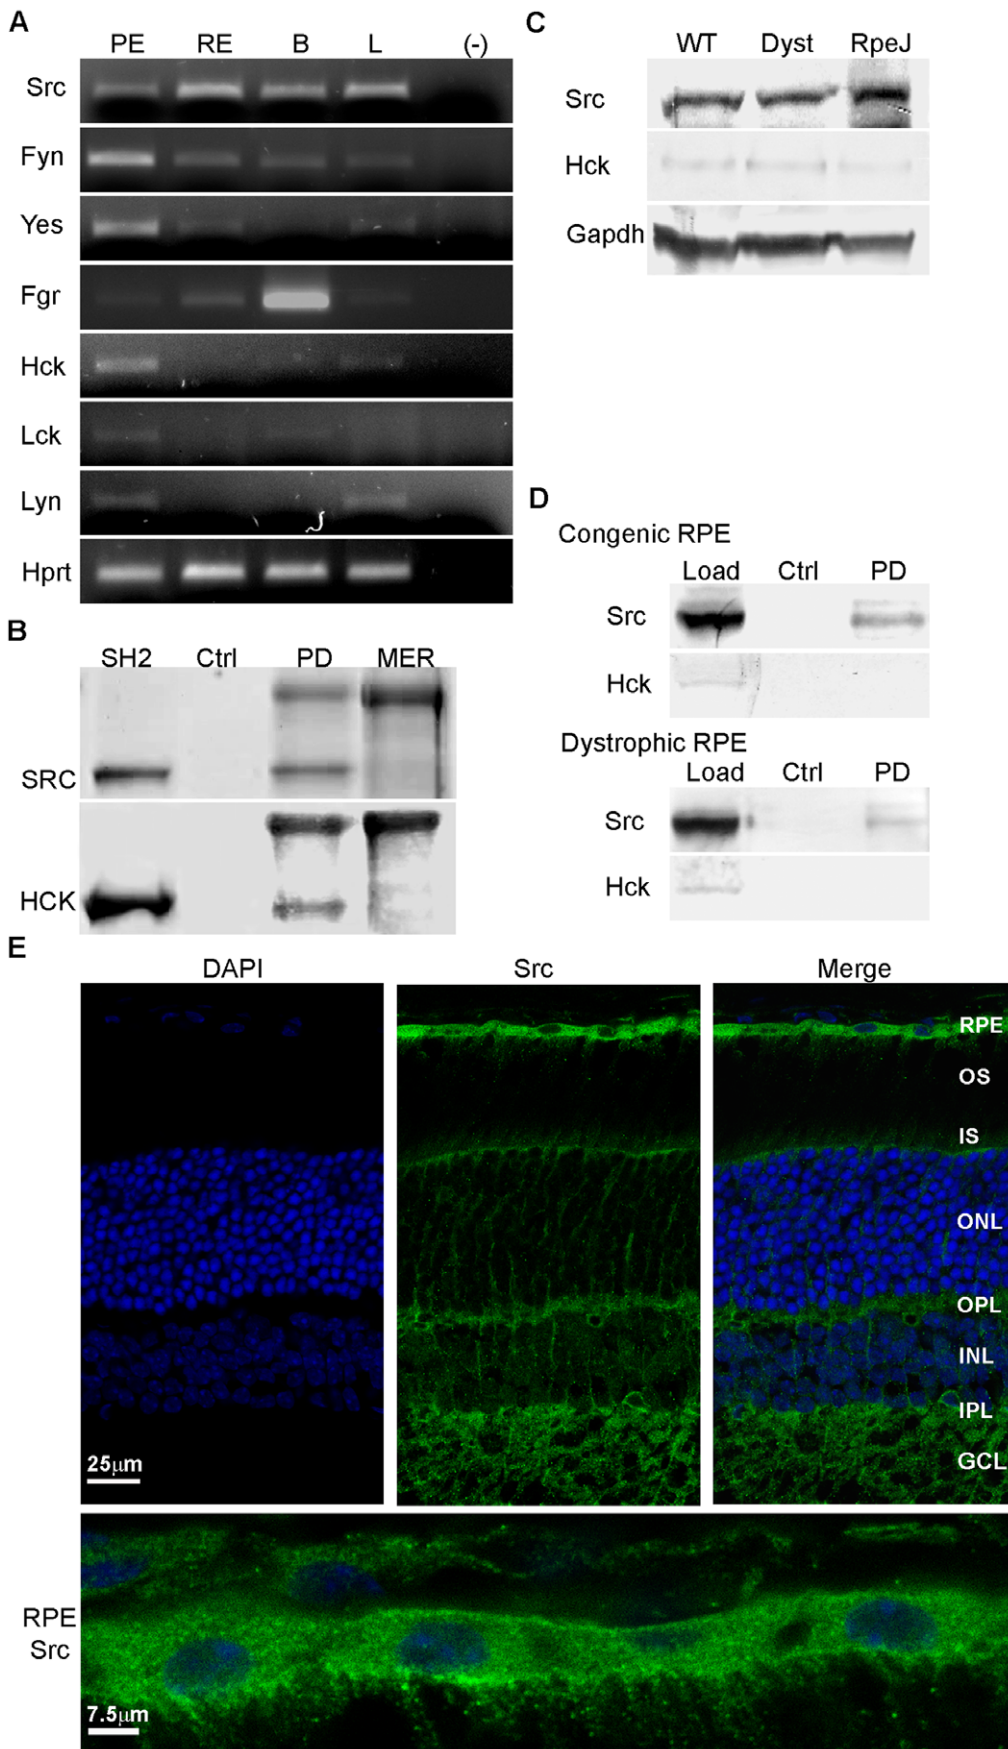 A
PE RE B L (-)
Src
Fyn
Yes
Fgr
Hck
Lck
Lyn
Hprt
B
SH2 Ctrl PD MER
SRC
HCK
C
WT Dyst RpeJ
Src
Hck
Gapdh
D
Congenic RPE
Load Ctrl PD
Src
Hck
Dystrophic RPE
Load Ctrl PD
Src
Hck
E
DAPI Src Merge
RPE
OS
IS
ONL
OPL
INL
IPL
GCL
25μm
RPE
Src
7.5μm